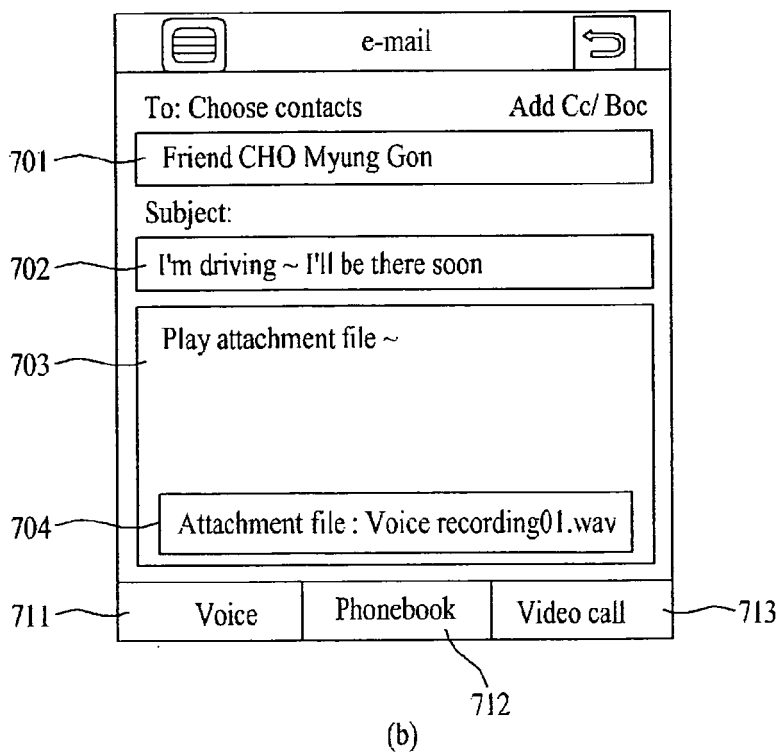 e-mail
To: Choose contacts Add Cc/ Boc
701 Friend CHO Myung Gon
Subject:
702 I'm driving ~ I'll be there soon
703 Play attachment file ~
704 Attachment file : Voice recording01.wav
711 Voice Phonebook Video call 713
712
(b)